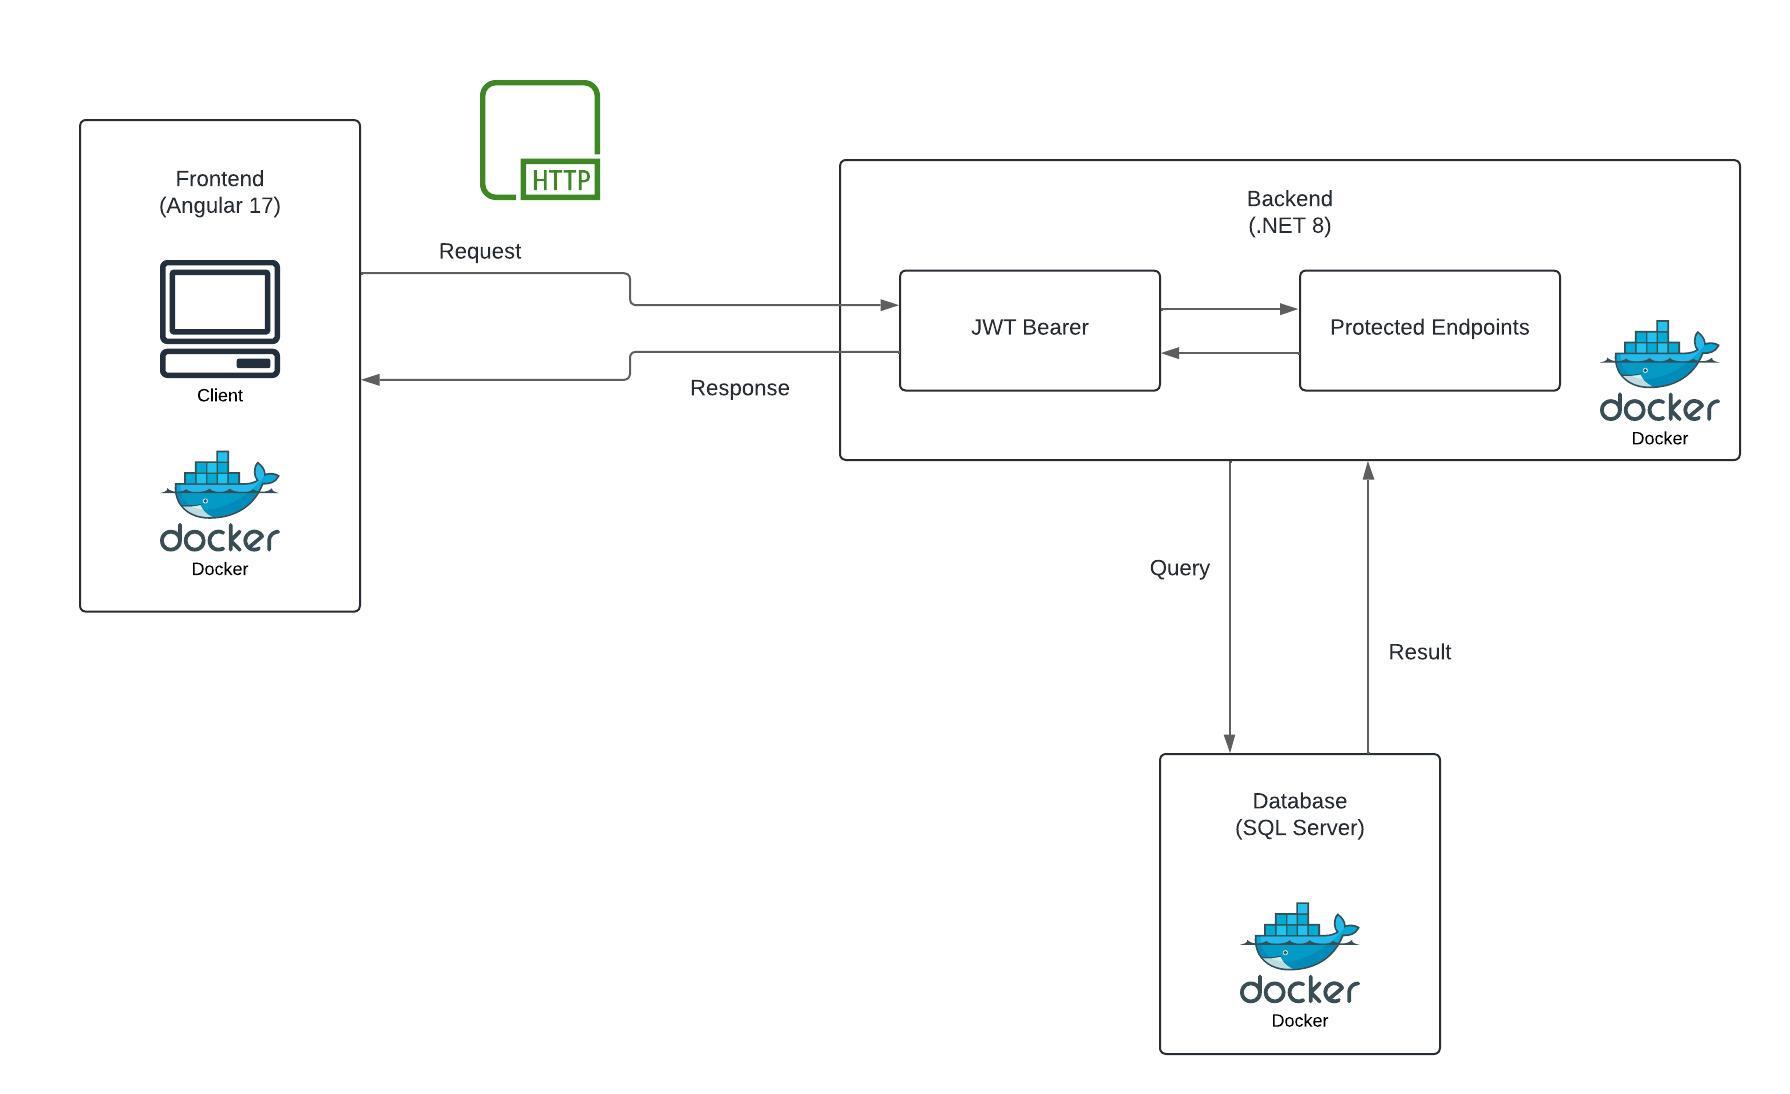 HTTP
Frontend
(Angular 17)
Request
Client
Response
docker
Docker
Backend
(.NET 8)
JWT Bearer
Protected Endpoints
docker
Docker
Query
Result
Database
(SQL Server)
docker
Docker